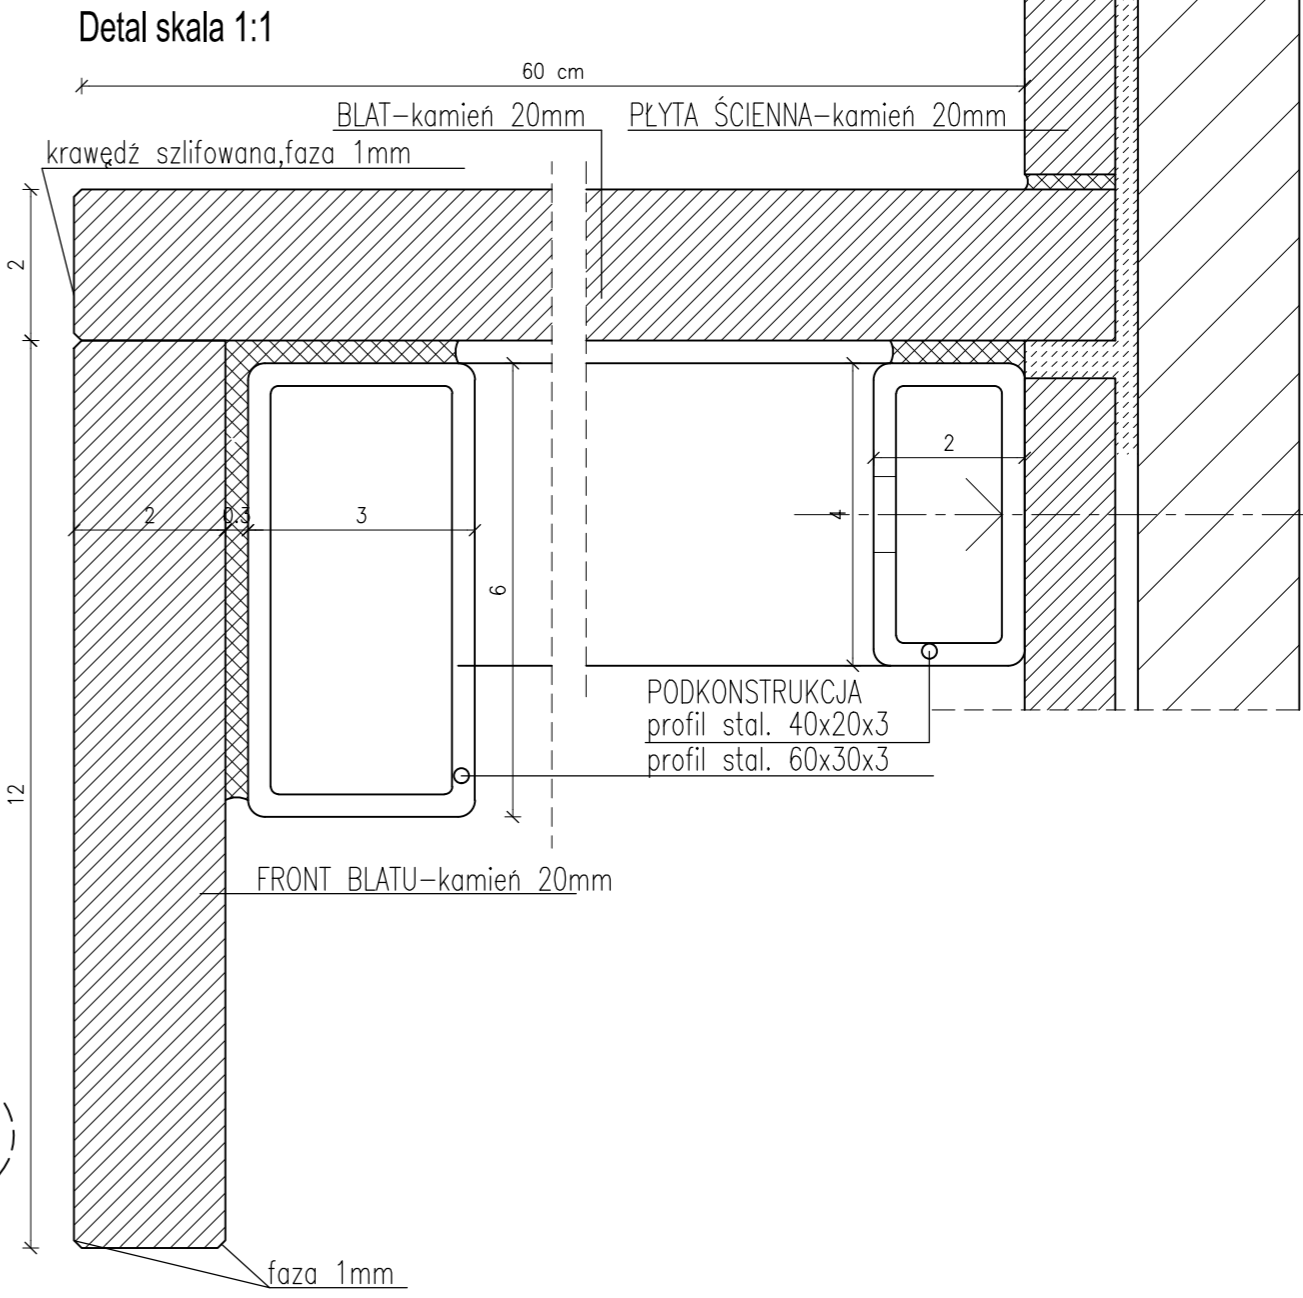 Detal skala 1:1
60 cm
BLAT-kamień 20mm
PŁYTA ŚCIENNA-kamień 20mm
krawędź szlifowana,faza 1mm
2
2
2
0.3
3
4
6
PODKONSTRUKCJA
profil stal. 40x20x3
profil stal. 60x30x3
12
FRONT BLATU-kamień 20mm
faza 1mm